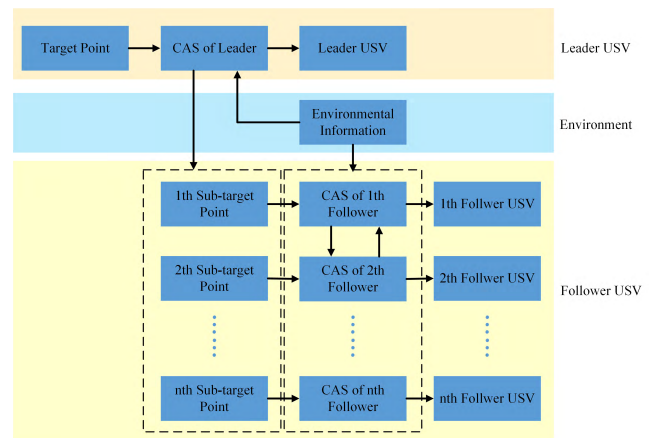 Target Point
CAS of Leader
Leader USV
Leader USV
Environmental
Information
Environment
1th Sub-target
Point
CAS of 1th
Follower
1th Follwer USV
2th Sub-target
Point
CAS of 2th
Follower
2th Follwer USV
Follower USV
nth Sub-target
Point
CAS of nth
Follower
nth Follwer USV